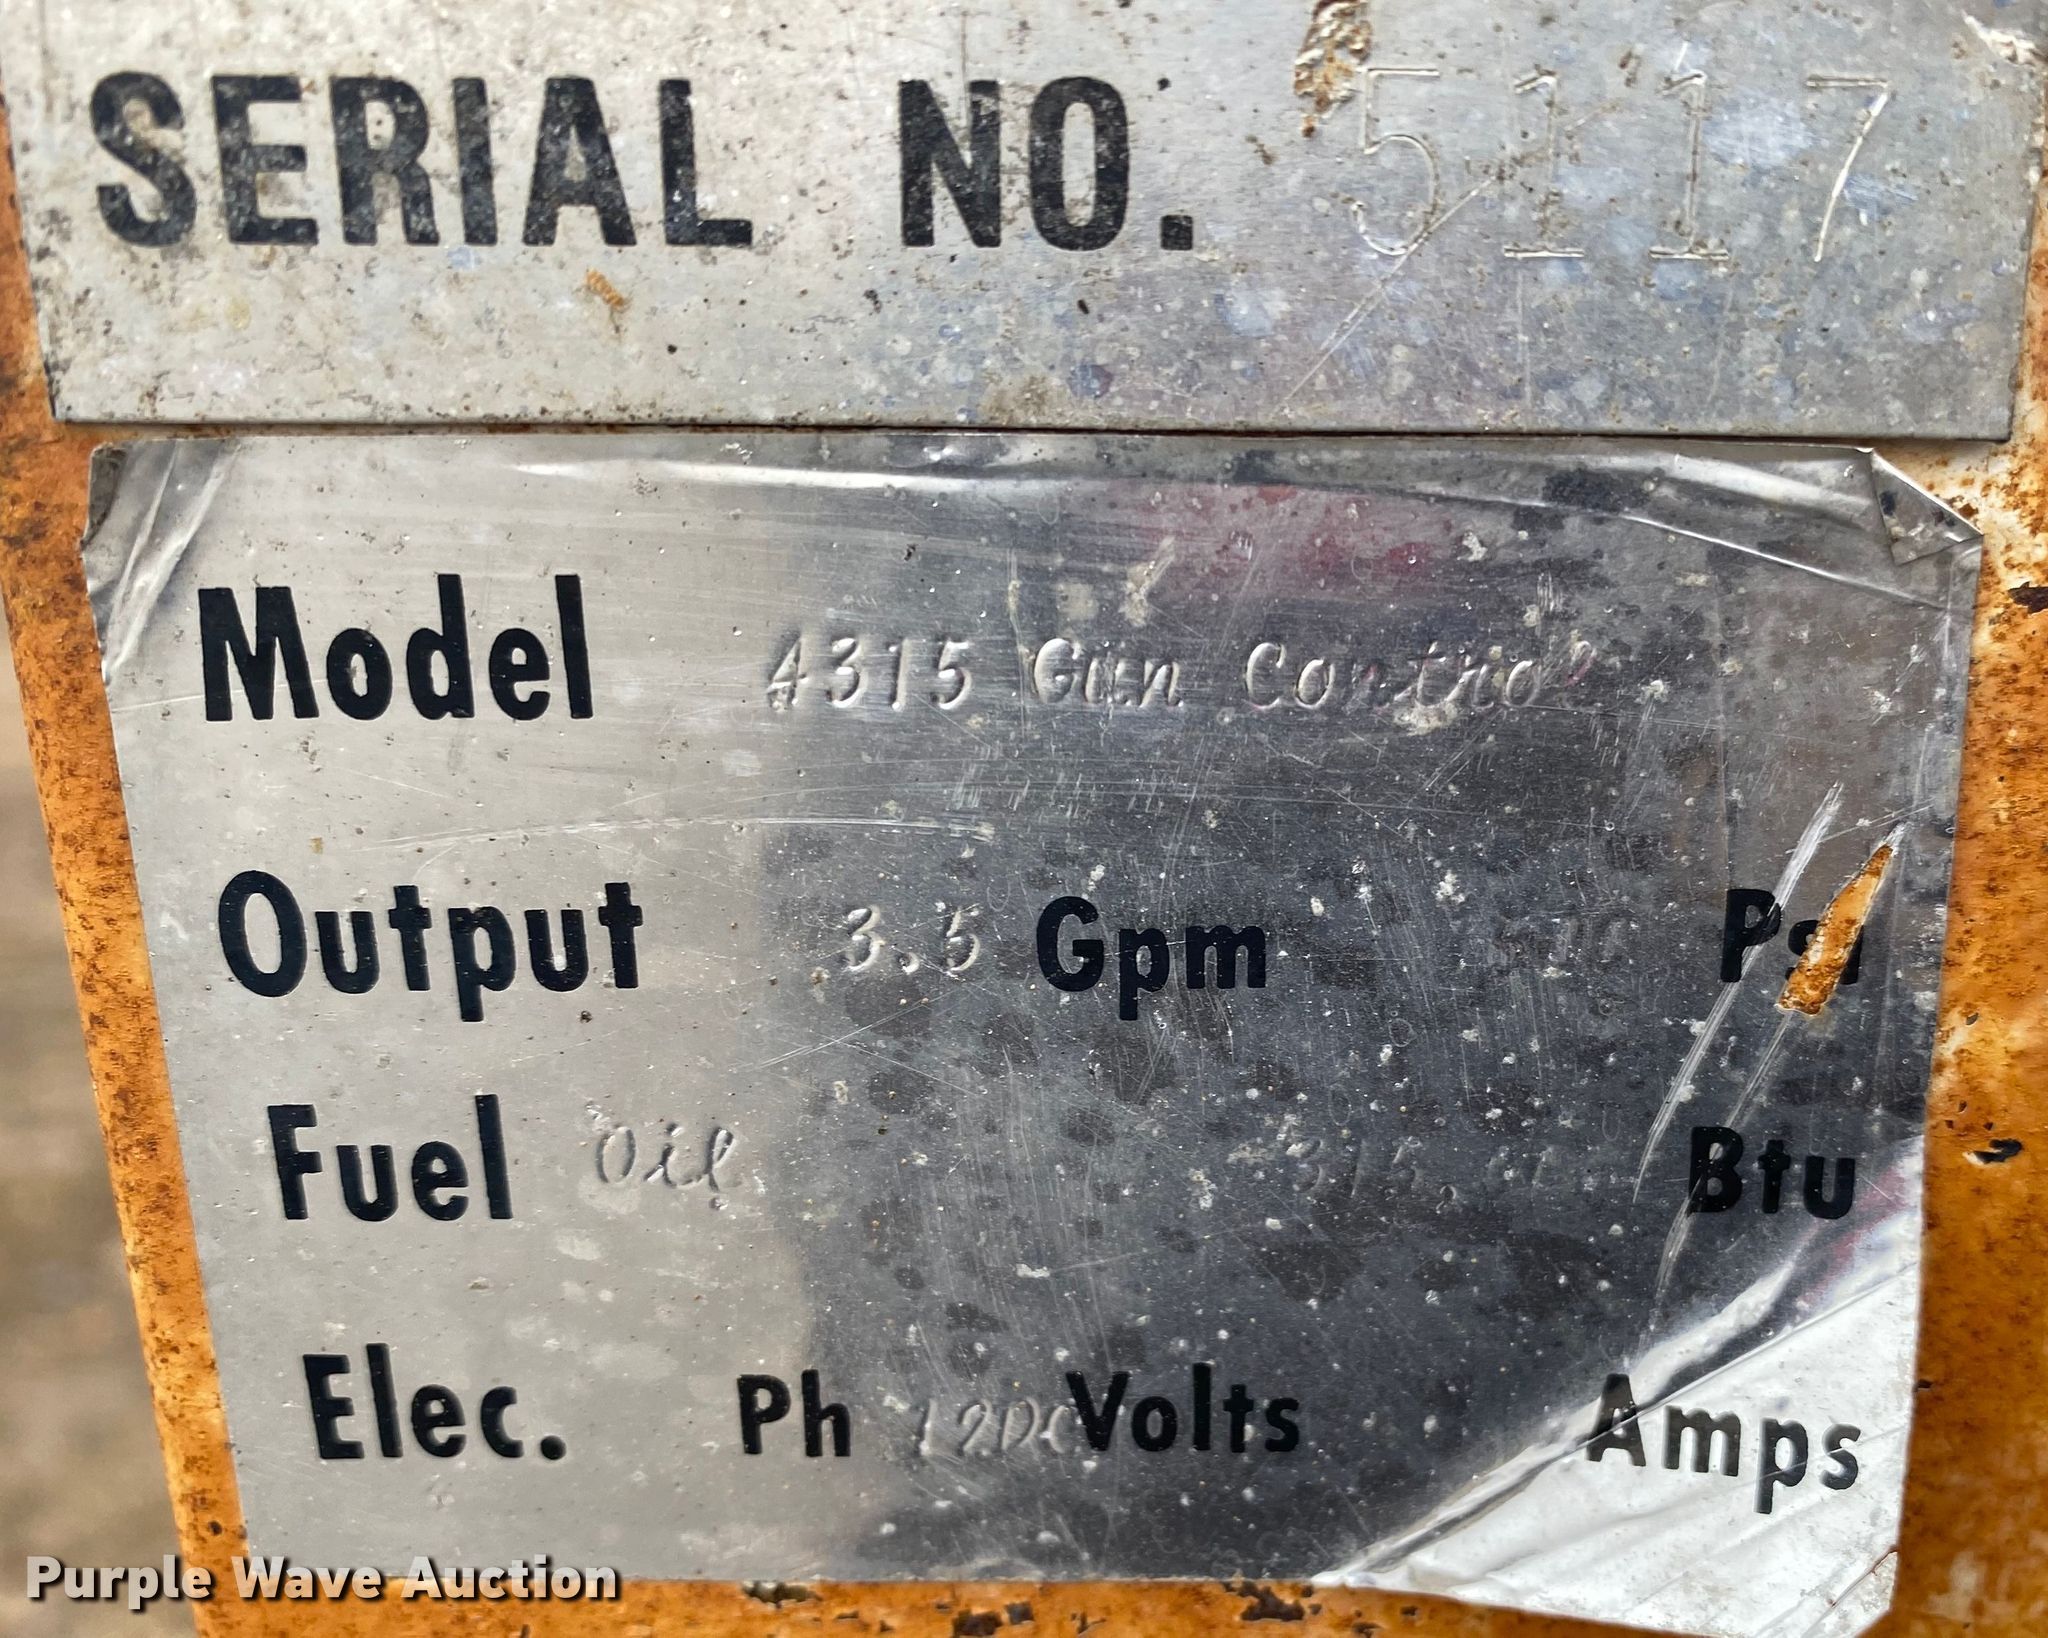 SERIAL NO. 5117
Model 4315 Gun Control
Output 3.5 Gpm Psi
Fuel Oil Btu
Elec. Ph 12DC Volts Amps
Purple Wave Auction